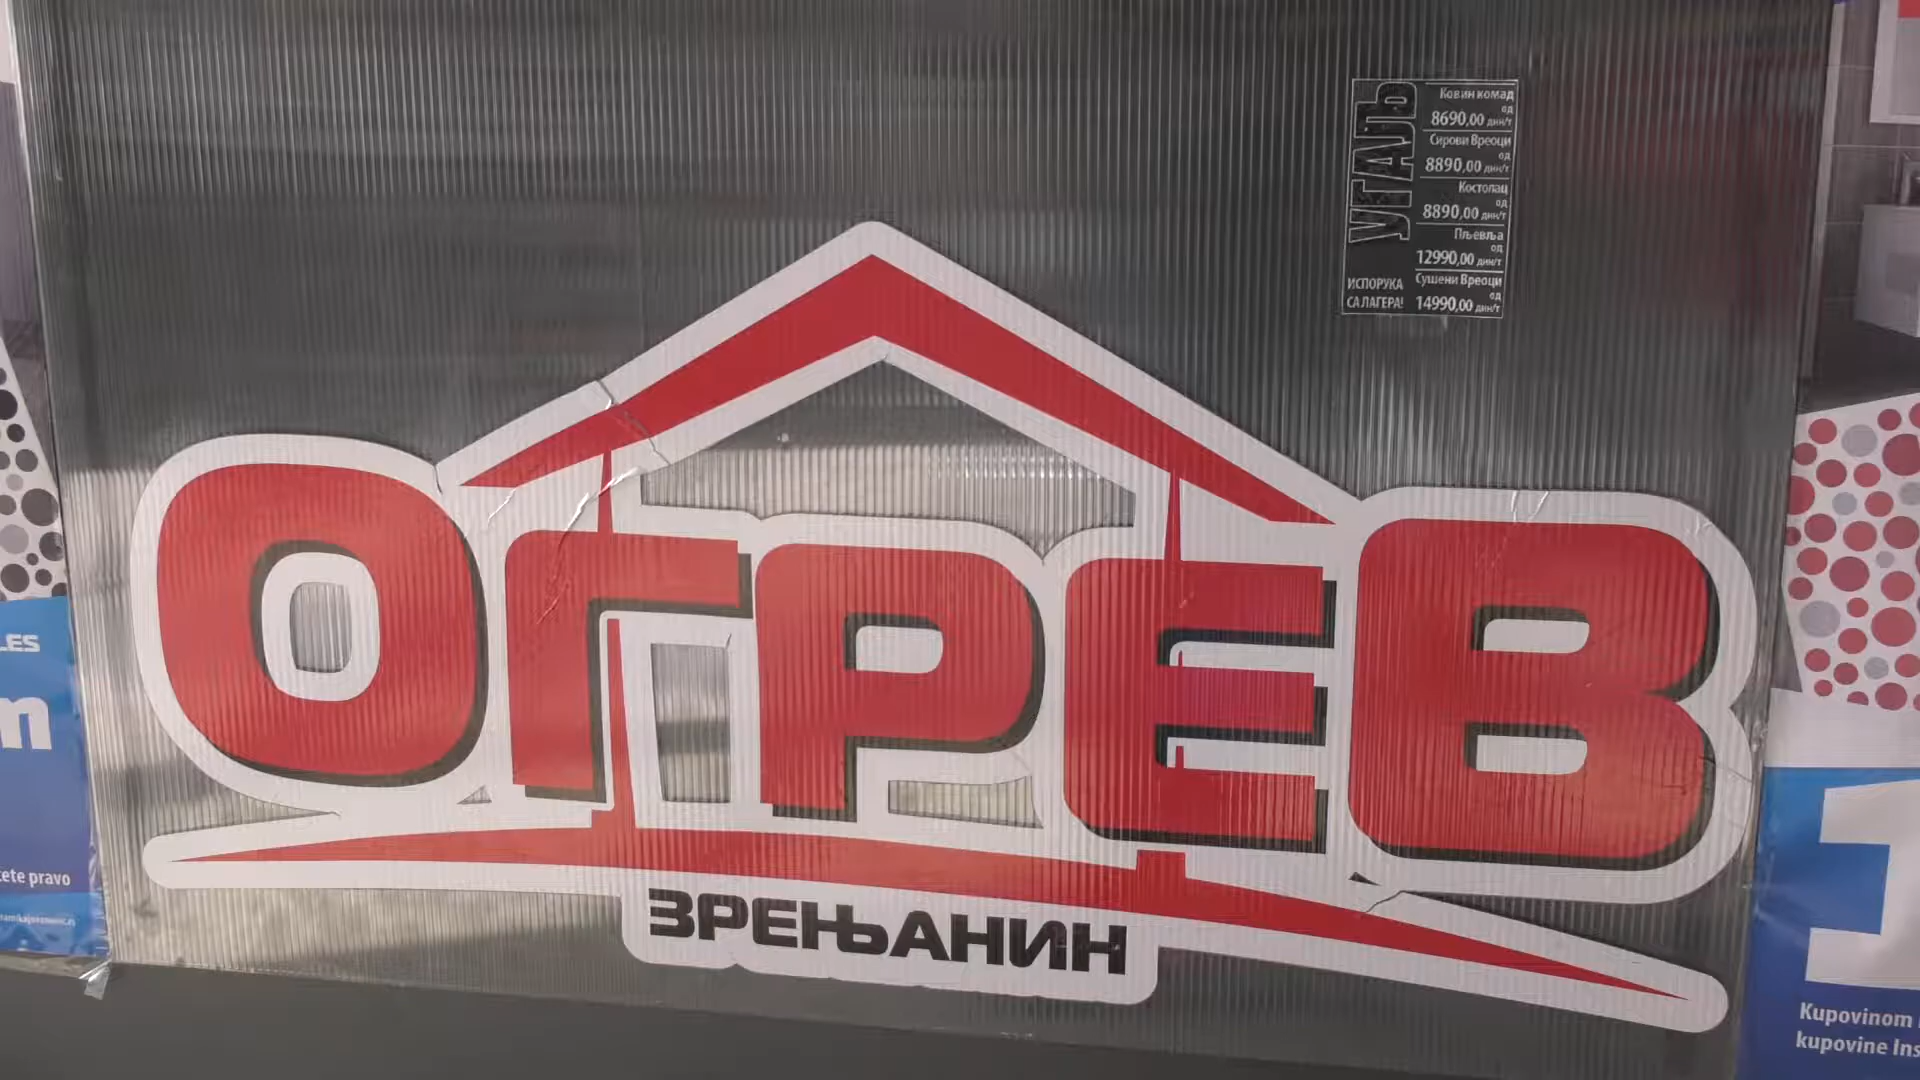 УГАЉ
Ковин комад
од
8690,00 дин/т
Сирови Вреоци
од
8890,00 дин/т
Костолац
од
8890,00 дин/т
Пљевља
од
12990,00 дин/т
Сушени Вреоци
од
14990,00 дин/т
ИСПОРУКА
СА ЛАГЕРА!
ОГРЕВ
ЗРЕЊАНИН
LES
m
ete pravo
1
Kupovinom
kupovine Ins